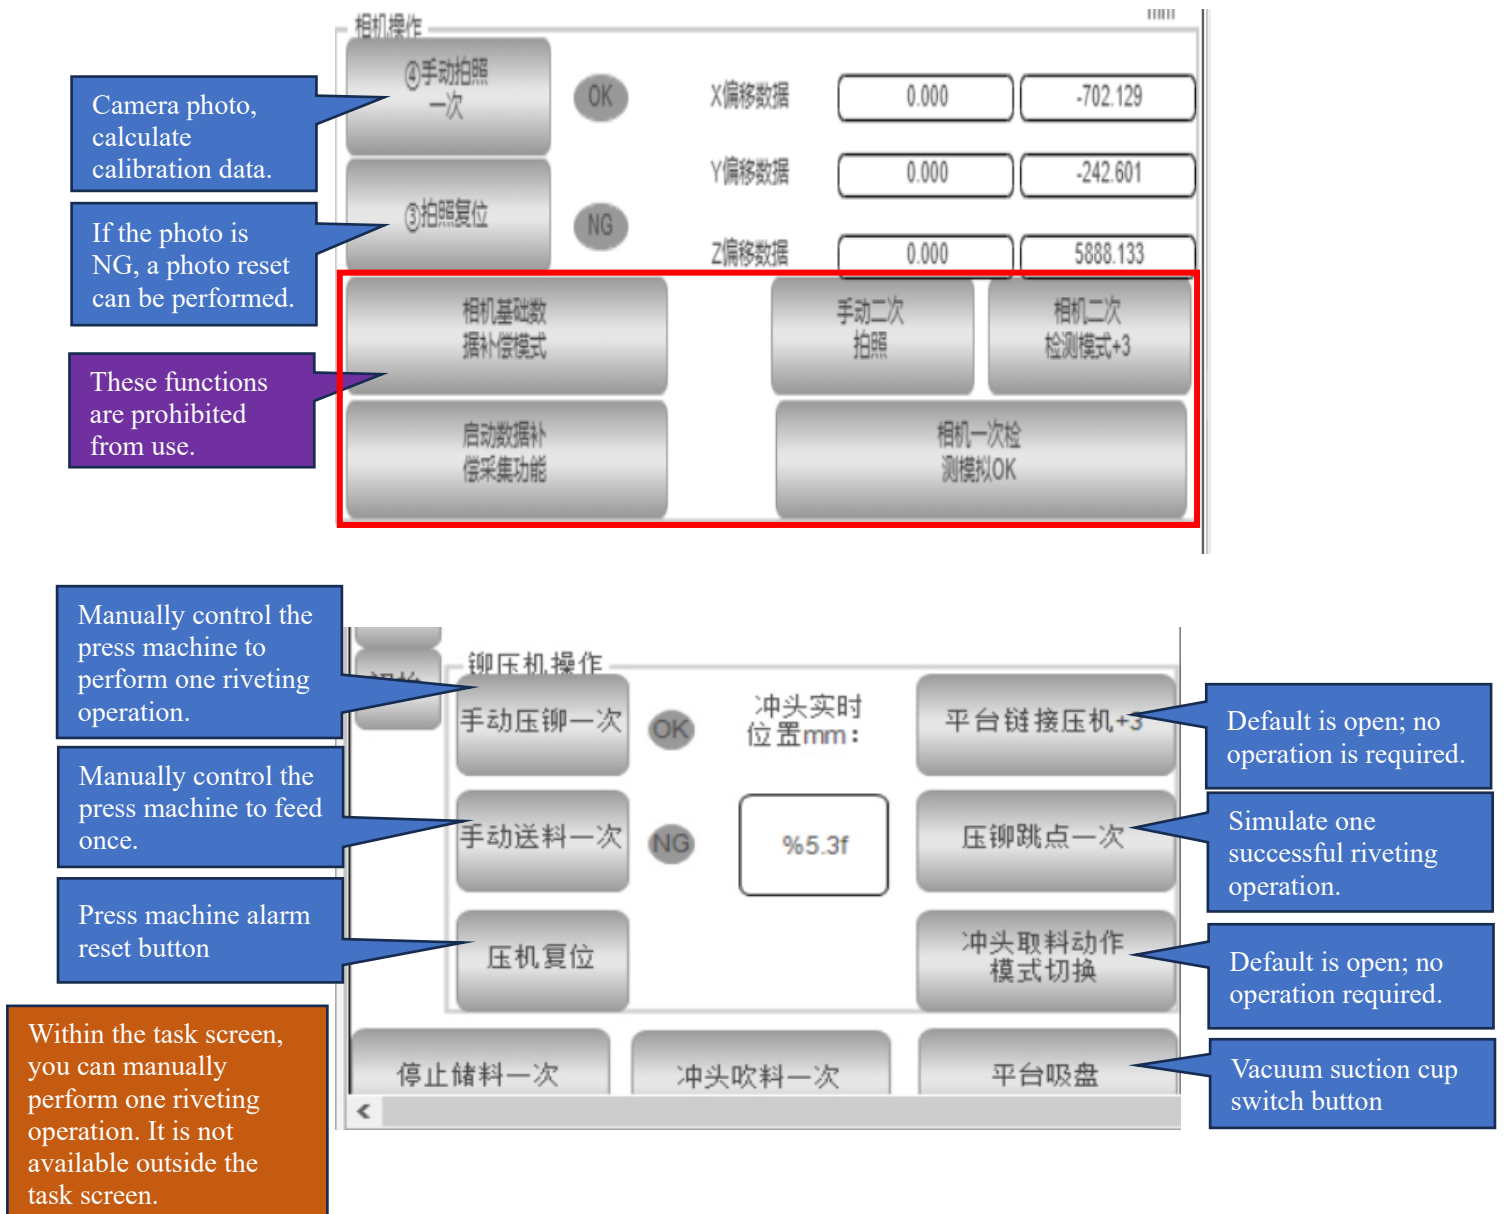 mm
相机操作
④手动拍照
一次
OK
X偏移数据
0.000
-702.129
Camera photo,
calculate
calibration data.
Y偏移数据
0.000
-242.601
③拍照复位
NG
Z偏移数据
0.000
5888.133
If the photo is
NG, a photo reset
can be performed.
相机基础数
据补偿模式
手动二次
拍照
相机二次
检测模式+3
These functions
are prohibited
from use.
启动数据补
偿采集功能
相机一次检
测模拟OK
Manually control the
press machine to
perform one riveting
operation.
铆压机操作
手动压铆一次
OK
冲头实时
位置mm：
平台链接压机+3
Default is open; no
operation is required.
Manually control the
press machine to feed
once.
手动送料一次
NG
%5.3f
压铆跳点一次
Simulate one
successful riveting
operation.
Press machine alarm
reset button
压机复位
冲头取料动作
模式切换
Default is open; no
operation required.
Within the task screen,
you can manually
perform one riveting
operation. It is not
available outside the
task screen.
停止储料一次
冲头吹料一次
平台吸盘
Vacuum suction cup
switch button
<